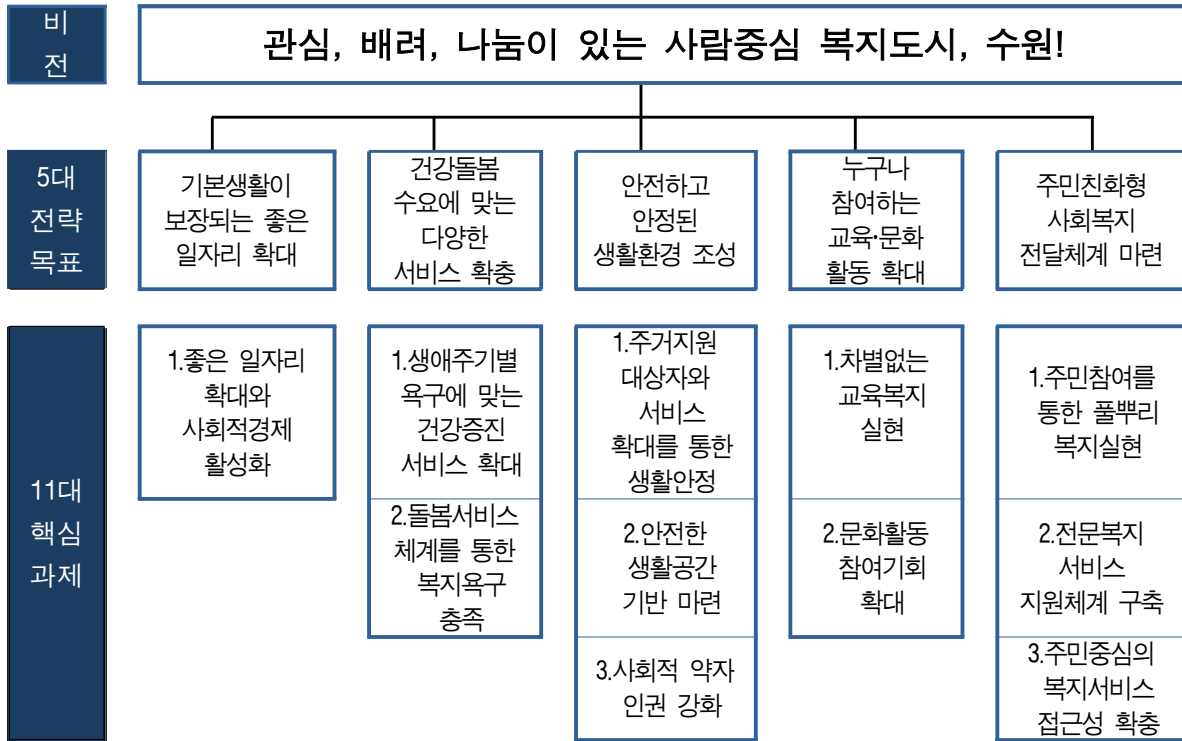 비
전
관심, 배려, 나눔이 있는 사람중심 복지도시, 수원!
5대
전략
목표
기본생활이
보장되는 좋은
일자리 확대
건강돌봄
수요에 맞는
다양한
서비스 확충
안전하고
안정된
생활환경 조성
누구나
참여하는
교육·문화
활동 확대
주민친화형
사회복지
전달체계 마련
11대
핵심
과제
1.좋은 일자리
확대와
사회적경제
활성화
1.생애주기별
욕구에 맞는
건강증진
서비스 확대
2.돌봄서비스
체계를 통한
복지욕구
충족
1.주거지원
대상자와
서비스
확대를 통한
생활안정
2.안전한
생활공간
기반 마련
3.사회적 약자
인권 강화
1.차별없는
교육복지
실현
2.문화활동
참여기회
확대
1.주민참여를
통한 풀뿌리
복지실현
2.전문복지
서비스
지원체계 구축
3.주민중심의
복지서비스
접근성 확충